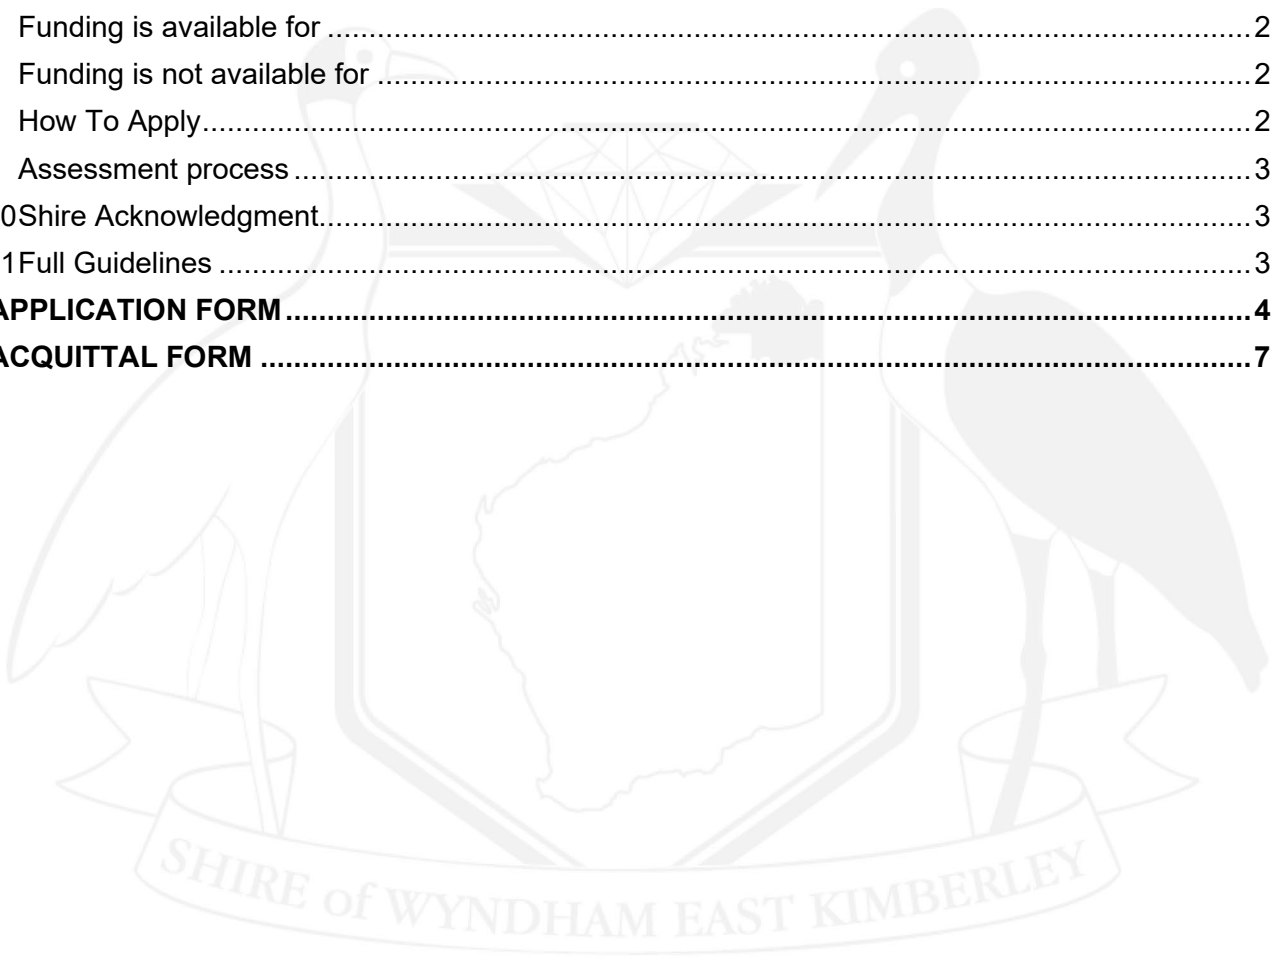 Funding is available for ................................................................................................................ 2
Funding is not available for .......................................................................................................... 2
How To Apply............................................................................................................................... 2
Assessment process .................................................................................................................... 3
0Shire Acknowledgment................................................................................................................ 3
1Full Guidelines ............................................................................................................................ 3
APPLICATION FORM .................................................................................................................... 4
ACQUITTAL FORM ....................................................................................................................... 7
SHIRE of WYNDHAM EAST KIMBERLEY